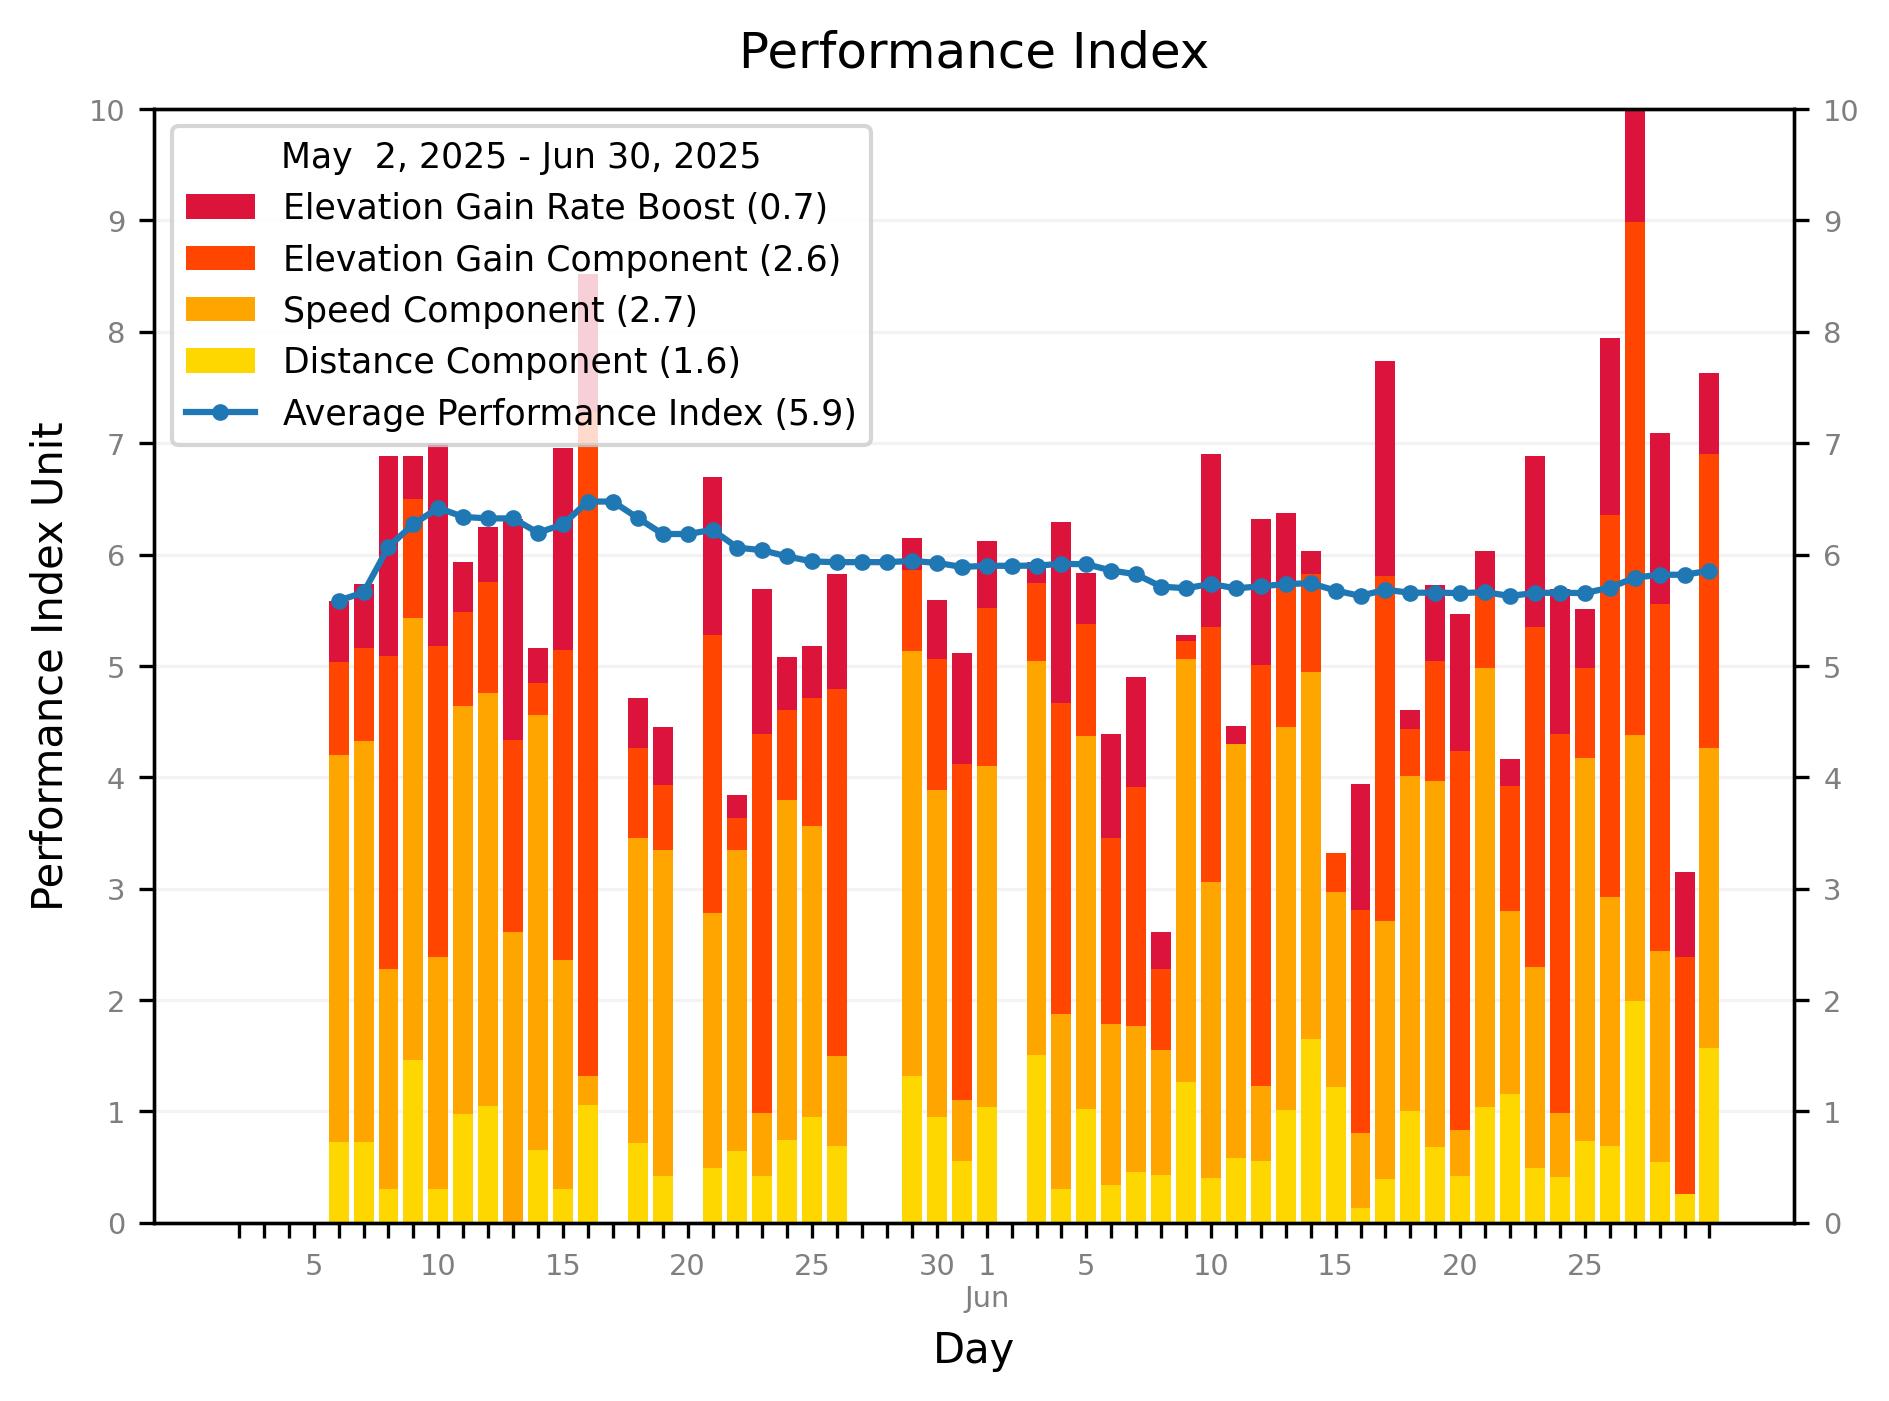 Performance Index
May  2, 2025 - Jun 30, 2025
Elevation Gain Rate Boost (0.7)
Elevation Gain Component (2.6)
Speed Component (2.7)
Distance Component (1.6)
Average Performance Index (5.9)
Performance Index Unit
10 10
9 9
8 8
7 7
6 6
5 5
4 4
3 3
2 2
1 1
0 0
5 10 15 20 25 30 1 5 10 15 20 25
Jun
Day